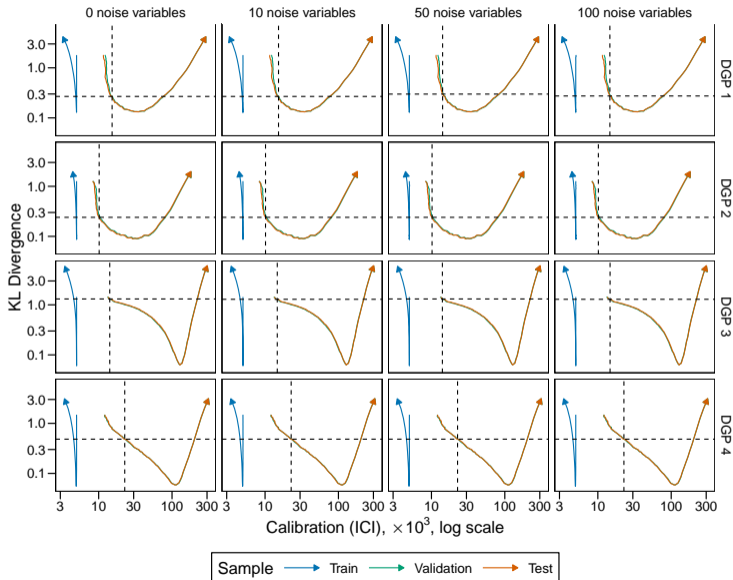 0 noise variables 10 noise variables 50 noise variables 100 noise variables
3.0
1.0
0.3
0.1
DGP 1
3.0
1.0
0.3
0.1
DGP 2
3.0
1.0
0.3
0.1
DGP 3
3.0
1.0
0.3
0.1
DGP 4
KL Divergence
3 10 30 100 300 3 10 30 100 300 3 10 30 100 300 3 10 30 100 300
Calibration (ICI), ×10³, log scale
Sample Train Validation Test